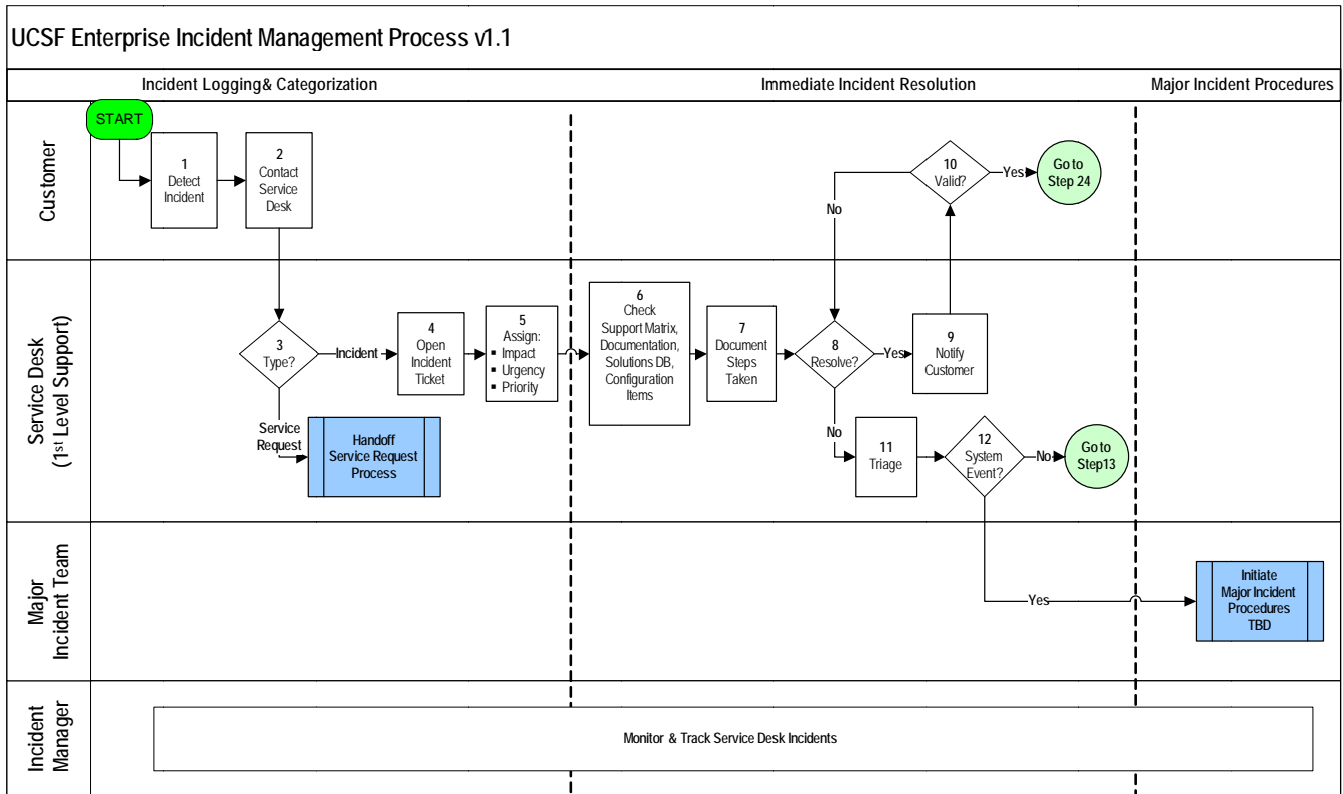 UCSF Enterprise Incident Management Process v1.1
Incident Logging& Categorization
Immediate Incident Resolution
Major Incident Procedures
Customer
START
1
Detect
Incident
2
Contact
Service
Desk
10
Valid?
Yes
Go to
Step 24
No
Service Desk
(1st Level Support)
3
Type?
Incident
4
Open
Incident
Ticket
5
Assign:
▪ Impact
▪ Urgency
▪ Priority
6
Check
Support Matrix,
Documentation,
Solutions DB,
Configuration
Items
7
Document
Steps
Taken
8
Resolve?
Yes
9
Notify
Customer
Service
Request
Handoff
Service Request
Process
No
11
Triage
12
System
Event?
No
Go to
Step13
Major
Incident Team
Yes
Initiate
Major Incident
Procedures
TBD
Incident
Manager
Monitor & Track Service Desk Incidents